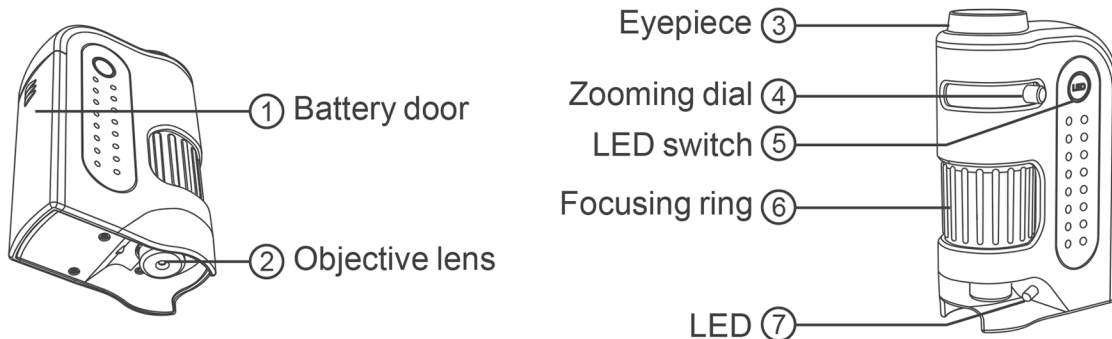 ① Battery door
② Objective lens
Eyepiece ③
Zooming dial ④
LED
LED switch ⑤
Focusing ring ⑥
LED ⑦